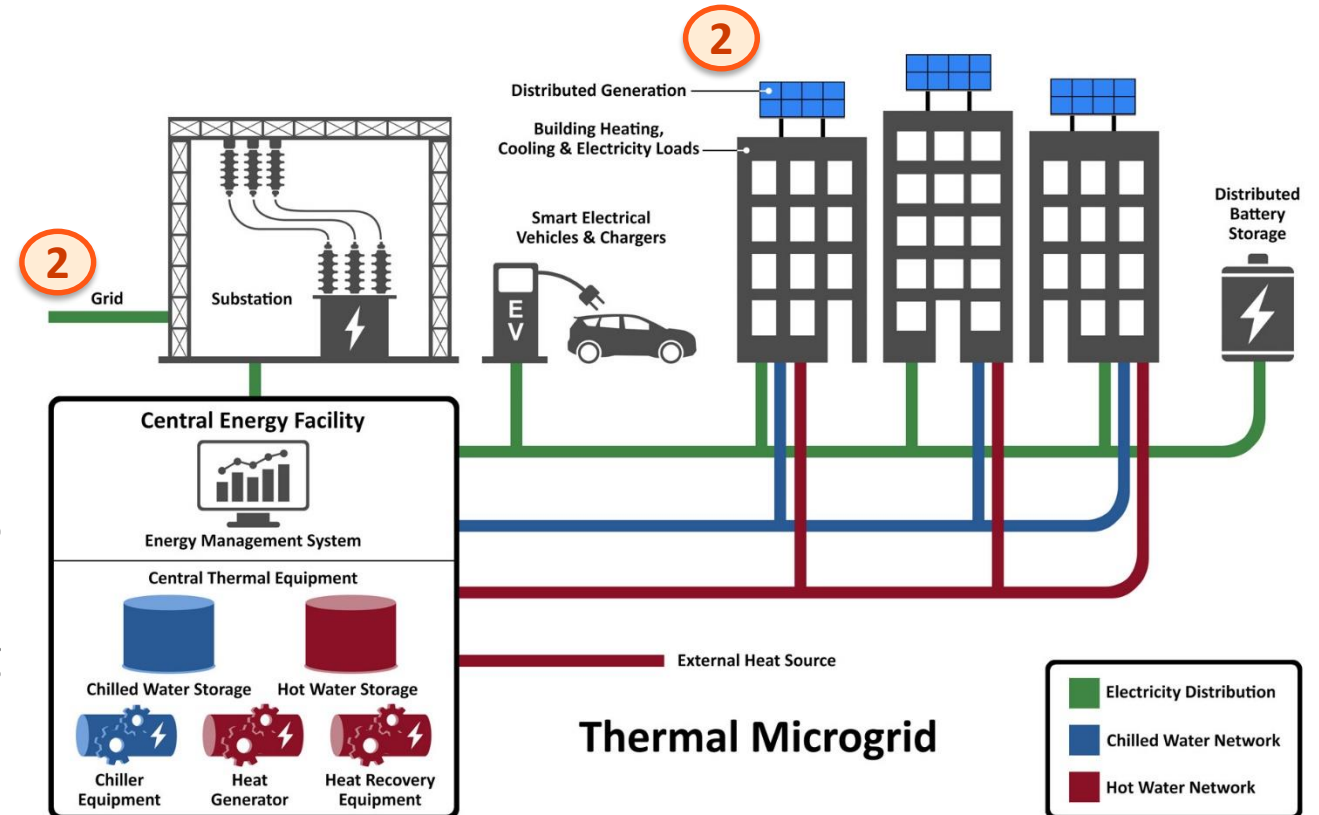 2
Distributed Generation
Building Heating,
Cooling & Electricity Loads
Smart Electrical
Vehicles & Chargers
Distributed
Battery
Storage
2
Grid
Substation
E
V
Central Energy Facility
Energy Management System
Central Thermal Equipment
Chilled Water Storage
Hot Water Storage
Chiller
Equipment
Heat
Generator
Heat Recovery
Equipment
External Heat Source
Thermal Microgrid
Electricity Distribution
Chilled Water Network
Hot Water Network